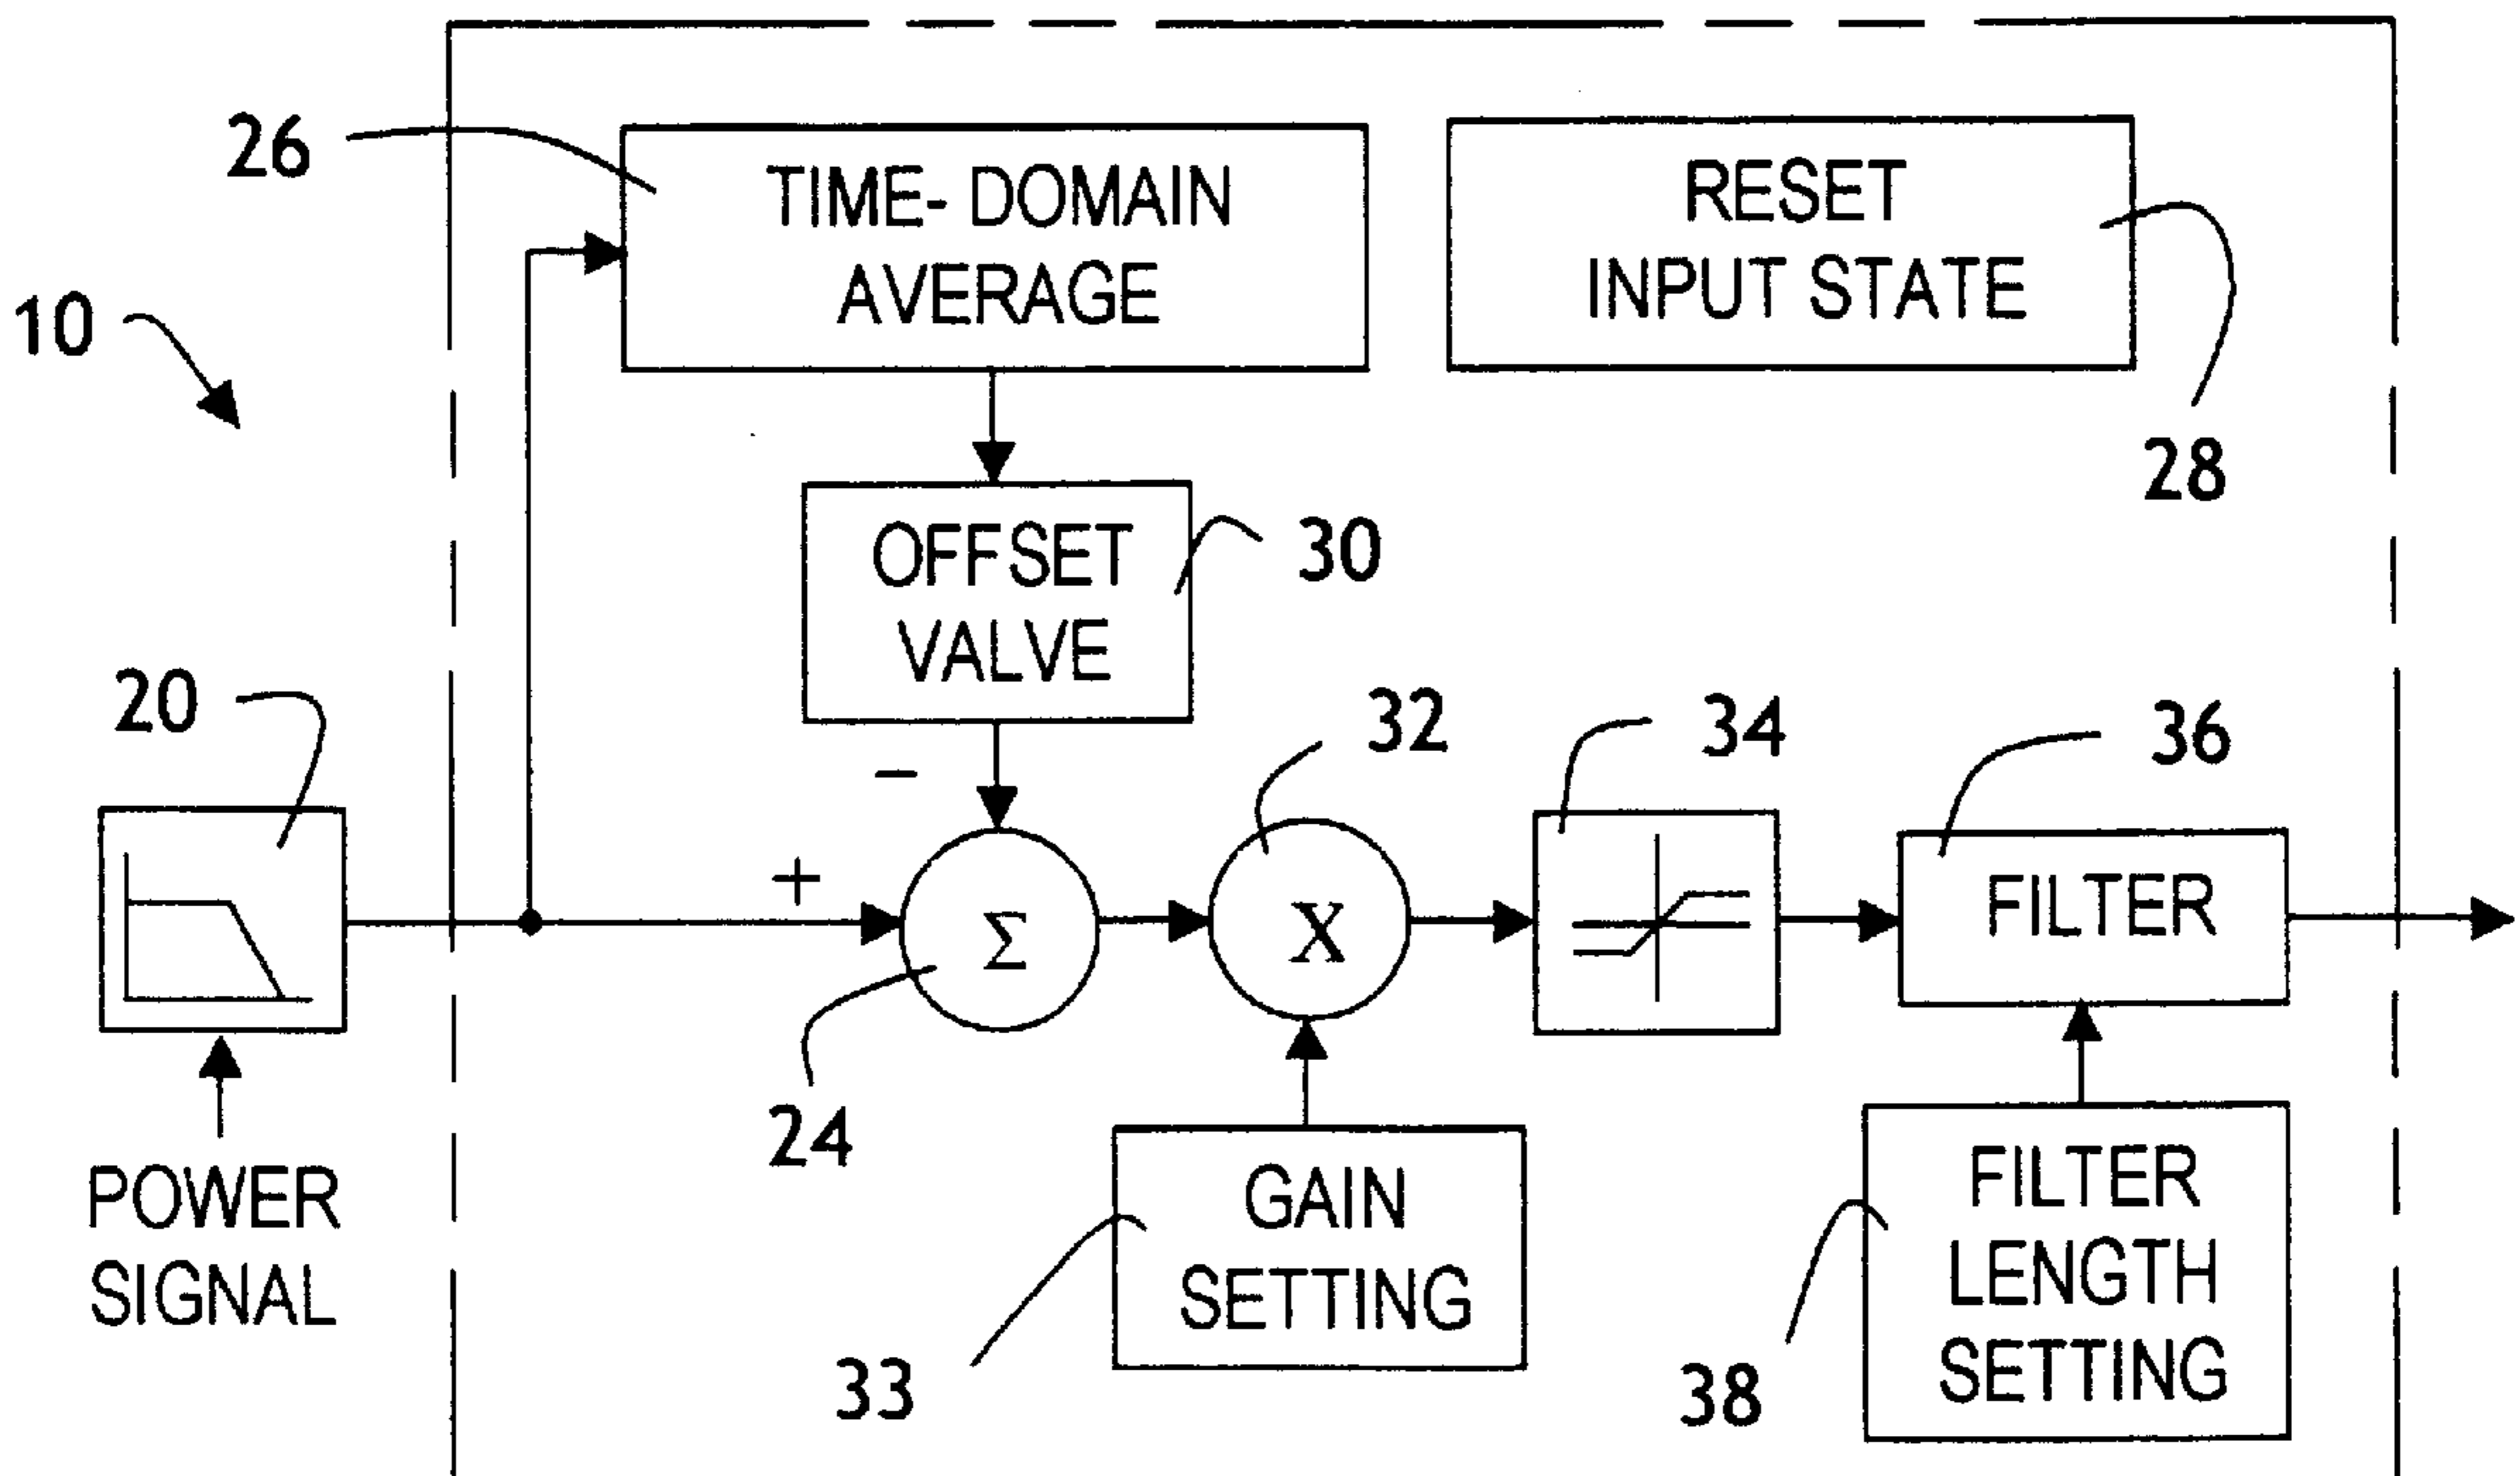 26
TIME- DOMAIN
AVERAGE
RESET
INPUT STATE
10
28
OFFSET
VALVE
30
20
32
34
36
−
+
Σ
X
FILTER
24
POWER
SIGNAL
GAIN
SETTING
33
FILTER
LENGTH
SETTING
38